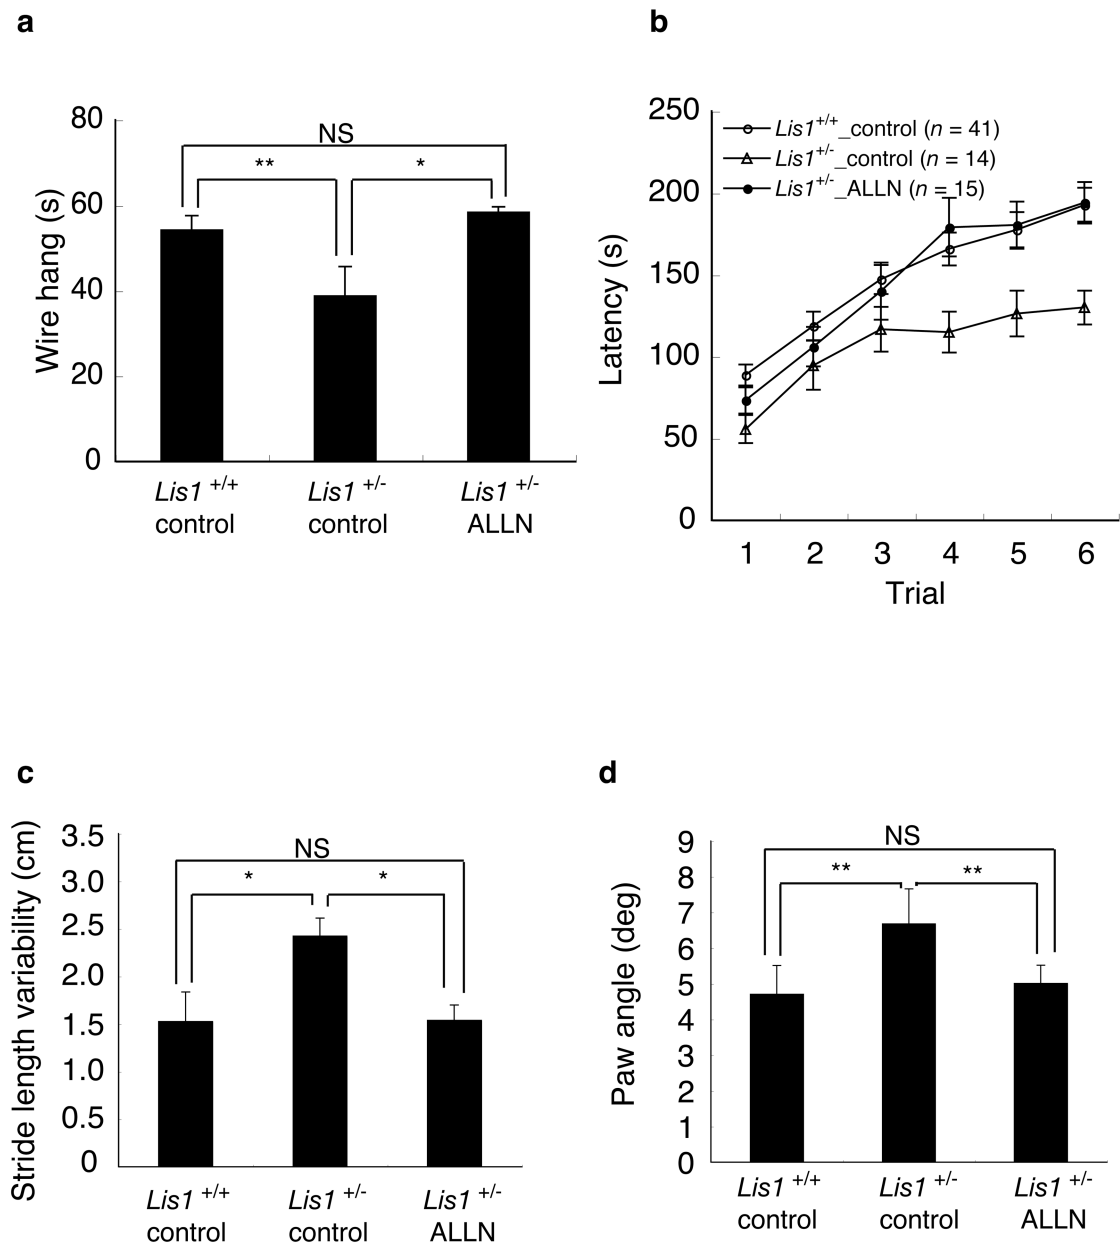 a
80
60
40
20
0
Wire hang (s)
NS
**
*
Lis1 +/+
control
Lis1 +/-
control
Lis1 +/-
ALLN
b
250
200
150
100
50
0
Latency (s)
Lis1+/+_control (n = 41)
Lis1+/-_control (n = 14)
Lis1+/-_ALLN (n = 15)
1 2 3 4 5 6
Trial
c
3.5
3.0
2.5
2.0
1.5
1.0
0.5
0
Stride length variability (cm)
NS
*
*
Lis1 +/+
control
Lis1 +/-
control
Lis1 +/-
ALLN
d
9
8
7
6
5
4
3
2
1
0
Paw angle (deg)
NS
**
**
Lis1 +/+
control
Lis1 +/-
control
Lis1 +/-
ALLN